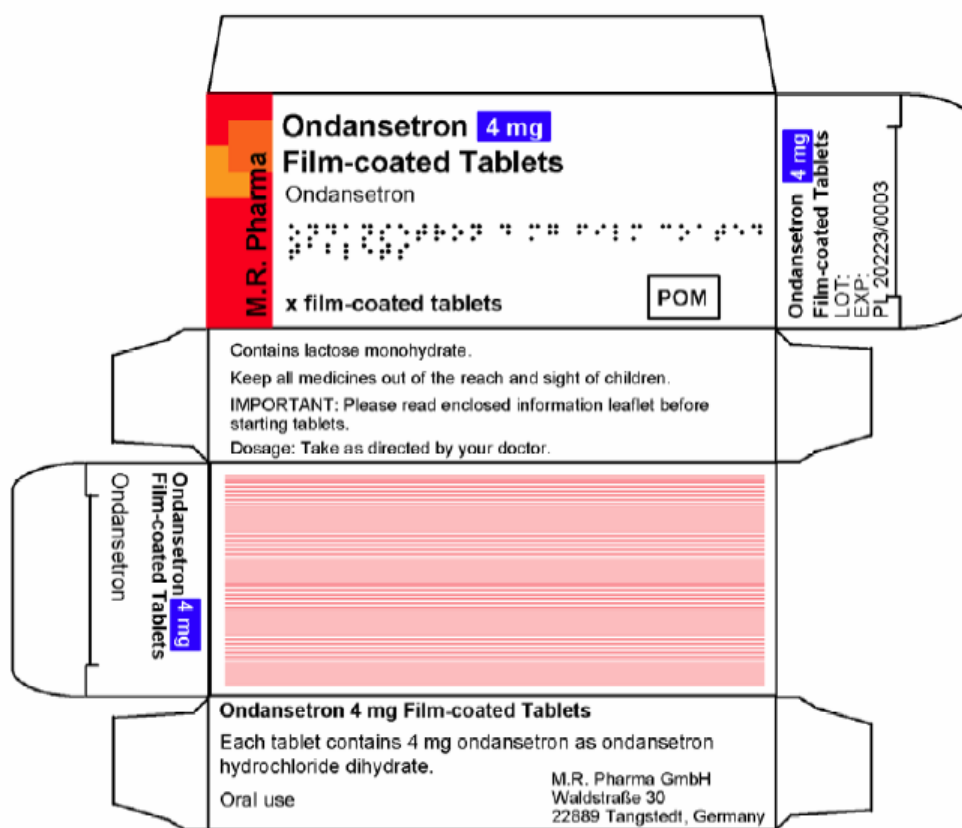 Ondansetron 4 mg
Film-coated Tablets
Ondansetron
x film-coated tablets
POM
M.R. Pharma
Ondansetron 4 mg
Film-coated Tablets
LOT:
EXP:
PL 20223/0003
Contains lactose monohydrate.
Keep all medicines out of the reach and sight of children.
IMPORTANT: Please read enclosed information leaflet before
starting tablets.
Dosage: Take as directed by your doctor.
Ondansetron 4 mg
Film-coated Tablets
Ondansetron
Ondansetron 4 mg Film-coated Tablets
Each tablet contains 4 mg ondansetron as ondansetron
hydrochloride dihydrate.
Oral use
M.R. Pharma GmbH
Waldstraße 30
22889 Tangstedt, Germany